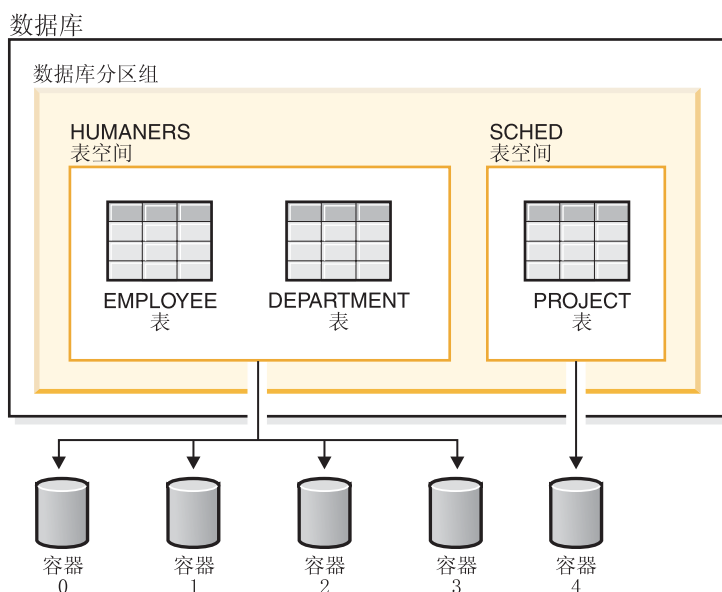 数据库
数据库分区组
HUMANERS
表空间
SCHED
表空间
EMPLOYEE
表
DEPARTMENT
表
PROJECT
表
容器
0
容器
1
容器
2
容器
3
容器
4